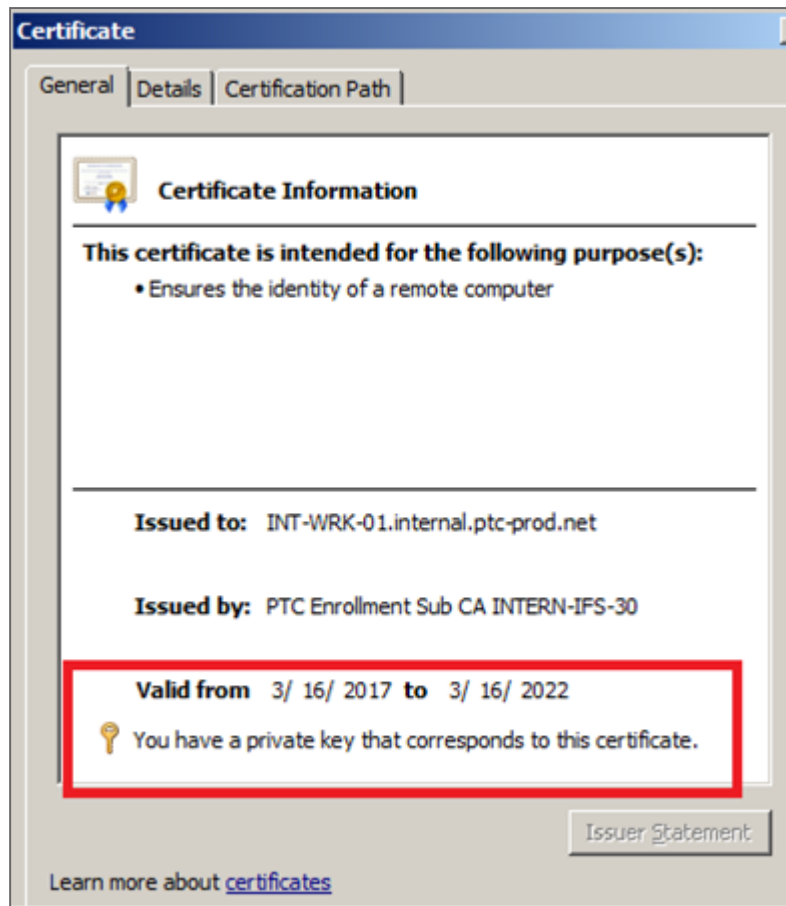 Certificate
General Details Certification Path
Certificate Information
This certificate is intended for the following purpose(s):
• Ensures the identity of a remote computer
Issued to: INT-WRK-01.internal.ptc-prod.net
Issued by: PTC Enrollment Sub CA INTERN-IFS-30
Valid from 3/ 16/ 2017 to 3/ 16/ 2022
You have a private key that corresponds to this certificate.
Issuer Statement
Learn more about certificates